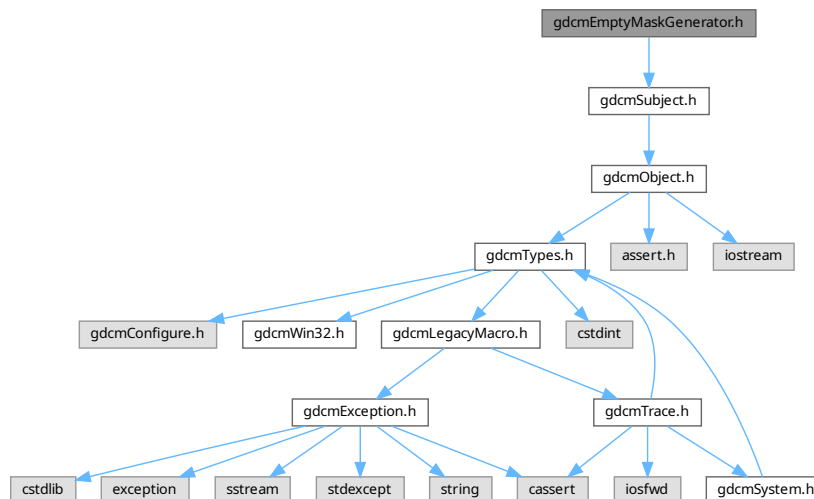 gdcmEmptyMaskGenerator.h
gdcmSubject.h
gdcmObject.h
gdcmTypes.h
assert.h
iostream
gdcmConfigure.h
gdcmWin32.h
gdcmLegacyMacro.h
cstdint
gdcmException.h
gdcmTrace.h
cstdlib
exception
sstream
stdexcept
string
cassert
iosfwd
gdcmSystem.h